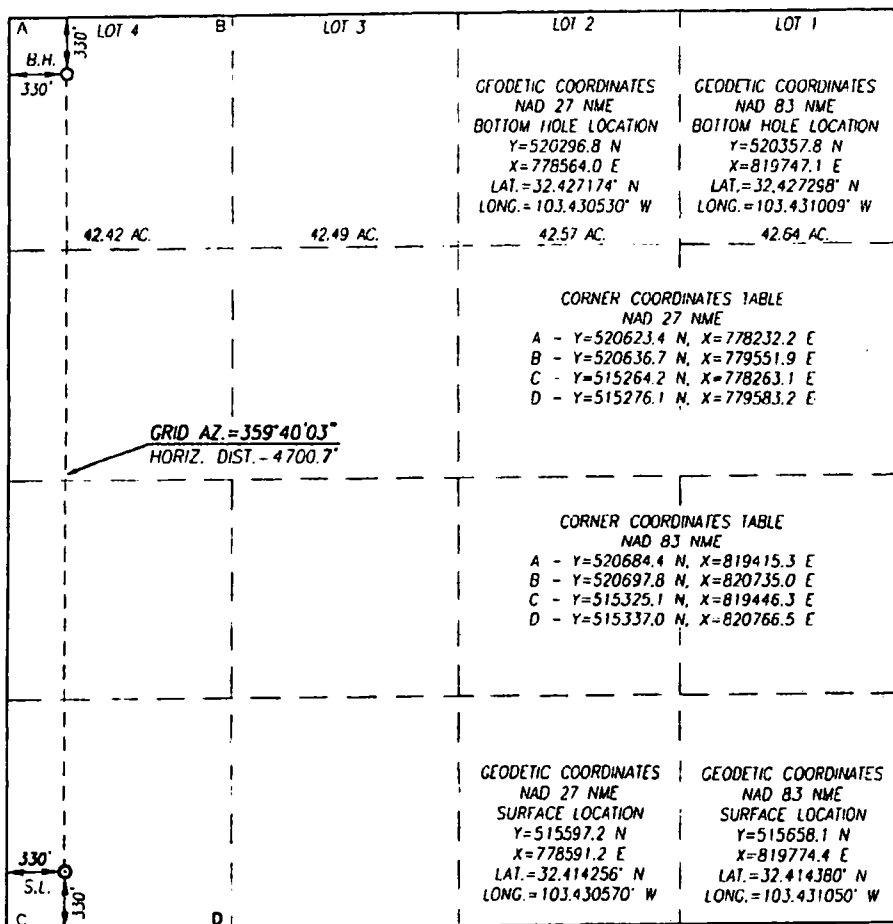 A LOT 4 B LOT 3 LOT 2 LOT 1
330'
B.H.
330'
GEODETIC COORDINATES
NAD 27 NME
BOTTOM HOLE LOCATION
Y=520296.8 N
X=778564.0 E
LAT.=32.427174° N
LONG.=103.430530° W
GEODETIC COORDINATES
NAD 83 NME
BOTTOM HOLE LOCATION
Y=520357.8 N
X=819747.1 E
LAT.=32.427298° N
LONG.=103.431009° W
42.42 AC. 42.49 AC. 42.57 AC. 42.64 AC.
CORNER COORDINATES TABLE
NAD 27 NME
A - Y=520623.4 N, X=778232.2 E
B - Y=520636.7 N, X=779551.9 E
C - Y=515264.2 N, X=778263.1 E
D - Y=515276.1 N, X=779583.2 E
GRID AZ.=359°40'03"
HORIZ. DIST.-4700.7'
CORNER COORDINATES TABLE
NAD 83 NME
A - Y=520684.4 N, X=819415.3 E
B - Y=520697.8 N, X=820735.0 E
C - Y=515325.1 N, X=819446.3 E
D - Y=515337.0 N, X=820766.5 E
GEODETIC COORDINATES
NAD 27 NME
SURFACE LOCATION
Y=515597.2 N
X=778591.2 E
LAT.=32.414256° N
LONG.=103.430570° W
GEODETIC COORDINATES
NAD 83 NME
SURFACE LOCATION
Y=515658.1 N
X=819774.4 E
LAT.=32.414380° N
LONG.=103.431050° W
330'
S.L.
330'
C D